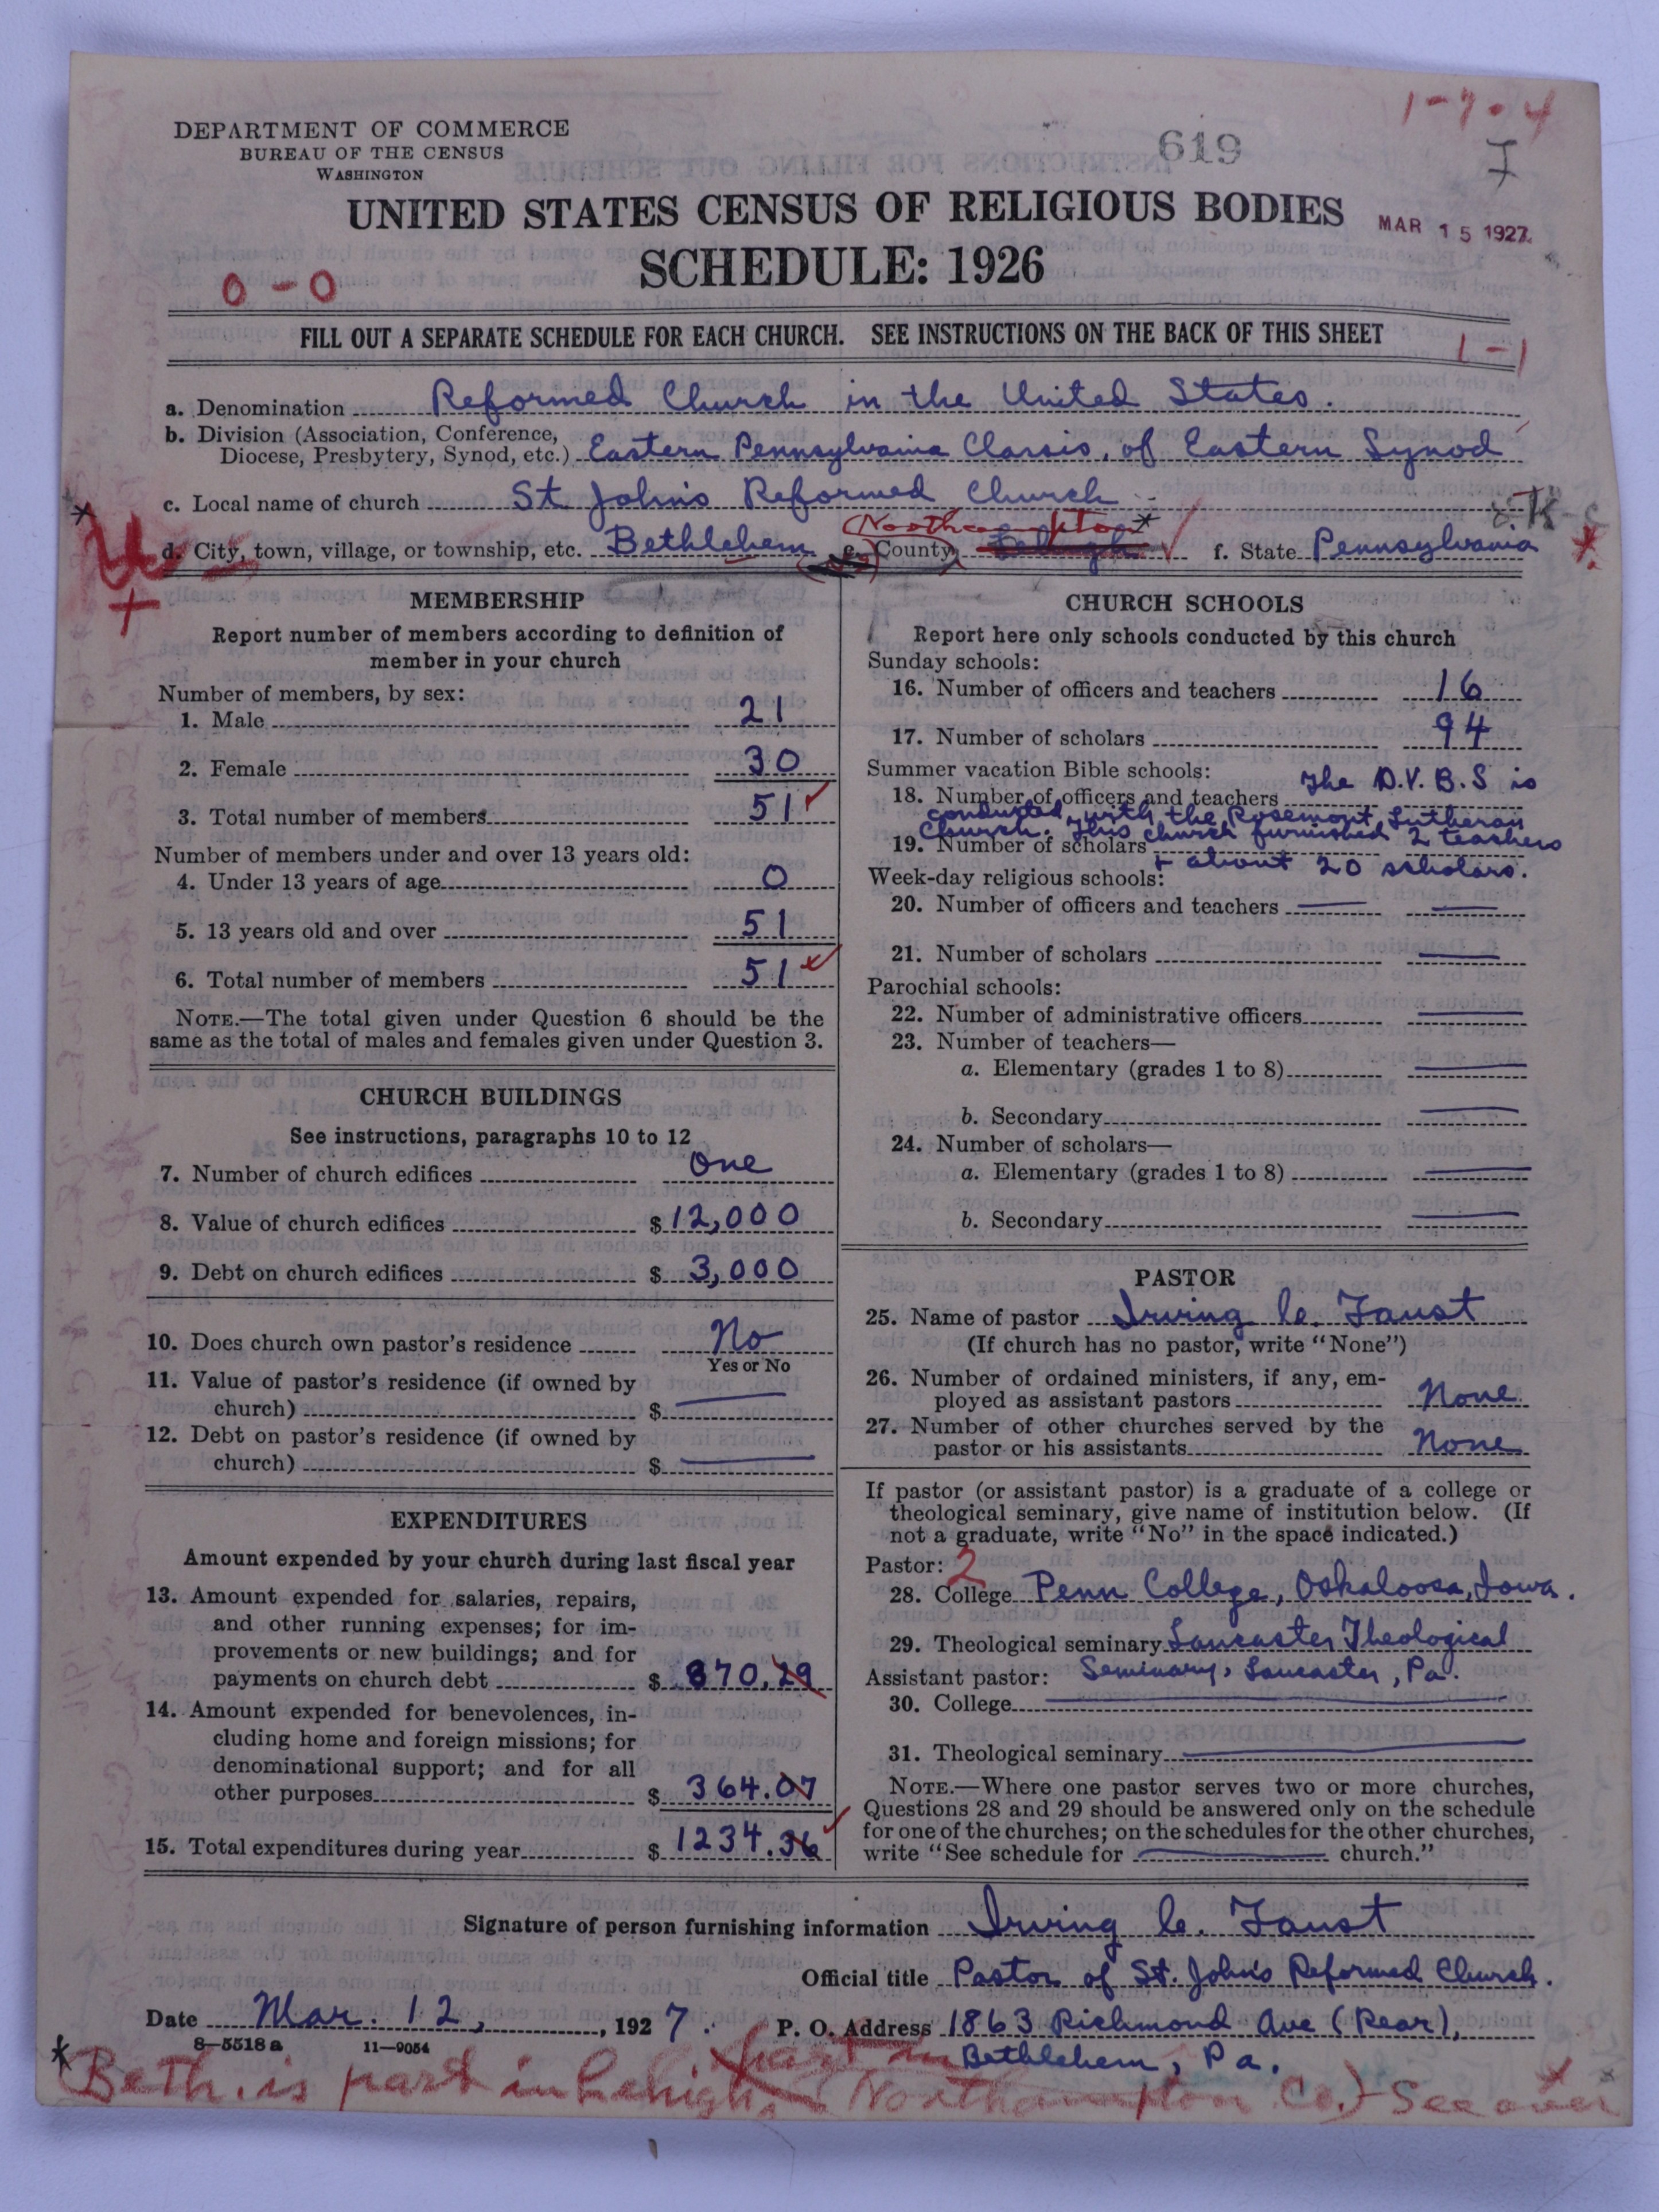 1-7-4
DEPARTMENT OF COMMERCE
BUREAU OF THE CENSUS
WASHINGTON
619
7
UNITED STATES CENSUS OF RELIGIOUS BODIES
MAR 15 1927
SCHEDULE: 1926
0-0
FILL OUT A SEPARATE SCHEDULE FOR EACH CHURCH. SEE INSTRUCTIONS ON THE BACK OF THIS SHEET
1-1
a. Denomination Reformed Church in the United States.
b. Division (Association, Conference, Diocese, Presbytery, Synod, etc.) Eastern Pennsylvania Classis, of Eastern Synod
c. Local name of church St John's Reformed Church
d. City, town, village, or township, etc. Bethlehem e. County Northampton* Lehigh f. State Pennsylvania
MEMBERSHIP
Report number of members according to definition of
member in your church
Number of members, by sex:
1. Male 21
2. Female 30
3. Total number of members 51
Number of members under and over 13 years old:
4. Under 13 years of age 0
5. 13 years old and over 51
6. Total number of members 51
NOTE.—The total given under Question 6 should be the
same as the total of males and females given under Question 3.
CHURCH BUILDINGS
See instructions, paragraphs 10 to 12
7. Number of church edifices One
8. Value of church edifices $ 12,000
9. Debt on church edifices $ 3,000
10. Does church own pastor's residence No
Yes or No
11. Value of pastor's residence (if owned by
church) $
12. Debt on pastor's residence (if owned by
church) $
EXPENDITURES
Amount expended by your church during last fiscal year
13. Amount expended for salaries, repairs,
and other running expenses; for im-
provements or new buildings; and for
payments on church debt $ 870.29
14. Amount expended for benevolences, in-
cluding home and foreign missions; for
denominational support; and for all
other purposes $ 364.07
15. Total expenditures during year $ 1234.36
CHURCH SCHOOLS
Report here only schools conducted by this church
Sunday schools:
16. Number of officers and teachers 16
17. Number of scholars 94
Summer vacation Bible schools:
18. Number of officers and teachers The D.V.B.S is
conducted with the Rosemont Lutheran
Church. This church furnished 2 teachers
19. Number of scholars + about 20 scholars.
Week-day religious schools:
20. Number of officers and teachers
21. Number of scholars
Parochial schools:
22. Number of administrative officers
23. Number of teachers—
a. Elementary (grades 1 to 8)
b. Secondary
24. Number of scholars—
a. Elementary (grades 1 to 8)
b. Secondary
PASTOR
25. Name of pastor Irving C. Faust
(If church has no pastor, write "None")
26. Number of ordained ministers, if any, em-
ployed as assistant pastors None
27. Number of other churches served by the
pastor or his assistants None
If pastor (or assistant pastor) is a graduate of a college or
theological seminary, give name of institution below. (If
not a graduate, write "No" in the space indicated.)
Pastor: 2
28. College Penn College, Oskaloosa, Iowa.
29. Theological seminary Lancaster Theological
Assistant pastor: Seminary, Lancaster, Pa.
30. College
31. Theological seminary
NOTE.—Where one pastor serves two or more churches,
Questions 28 and 29 should be answered only on the schedule
for one of the churches; on the schedules for the other churches,
write "See schedule for church."
Signature of person furnishing information Irving C. Faust
Official title Pastor of St. John's Reformed Church.
Date Mar. 12, 1927. P. O. Address 1863 Richmond Ave (Rear),
8—5518 a 11—9054
Bethlehem, Pa.
* Beth. is part in Lehigh part in Northampton Co.) - See over